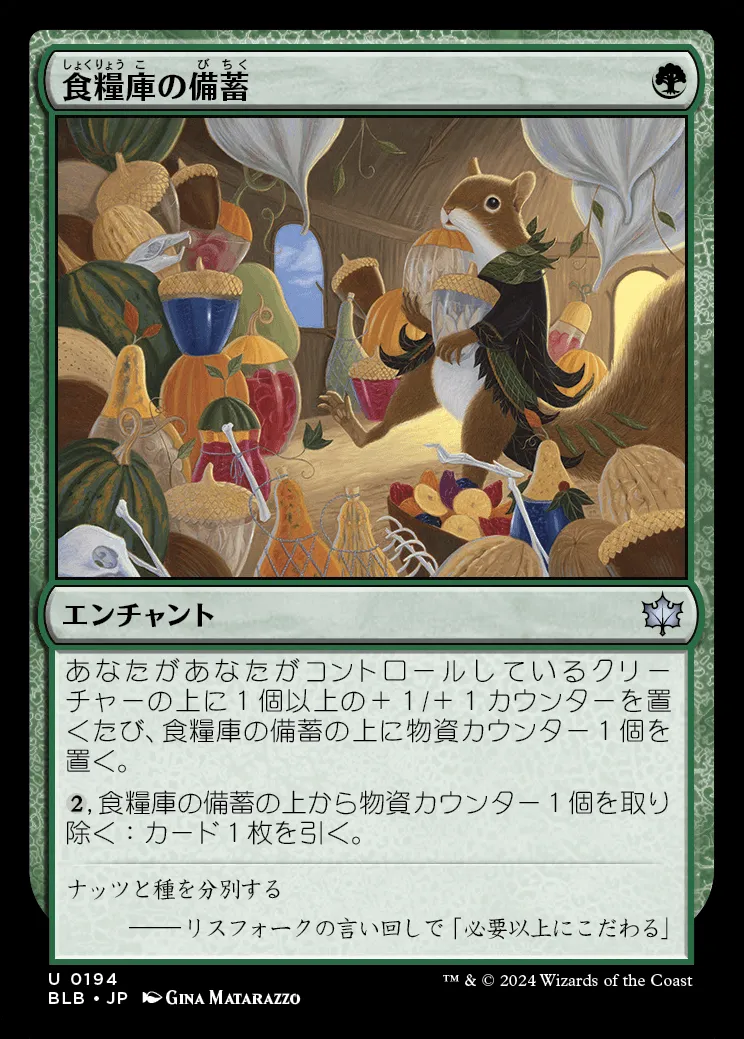 しょくりょう こ びちく
食糧庫の備蓄
エンチャント
あなたがあなたがコントロールしているクリー
チャーの上に1個以上の+1/+1カウンターを置
くたび、食糧庫の備蓄の上に物資カウンター1個を
置く。
2,食糧庫の備蓄の上から物資カウンター1個を取り
除く:カード1枚を引く。
ナッツと種を分別する
――リスフォークの言い回しで「必要以上にこだわる」
U 0194
BLB • JP GINA MATARAZZO
™ & © 2024 Wizards of the Coast